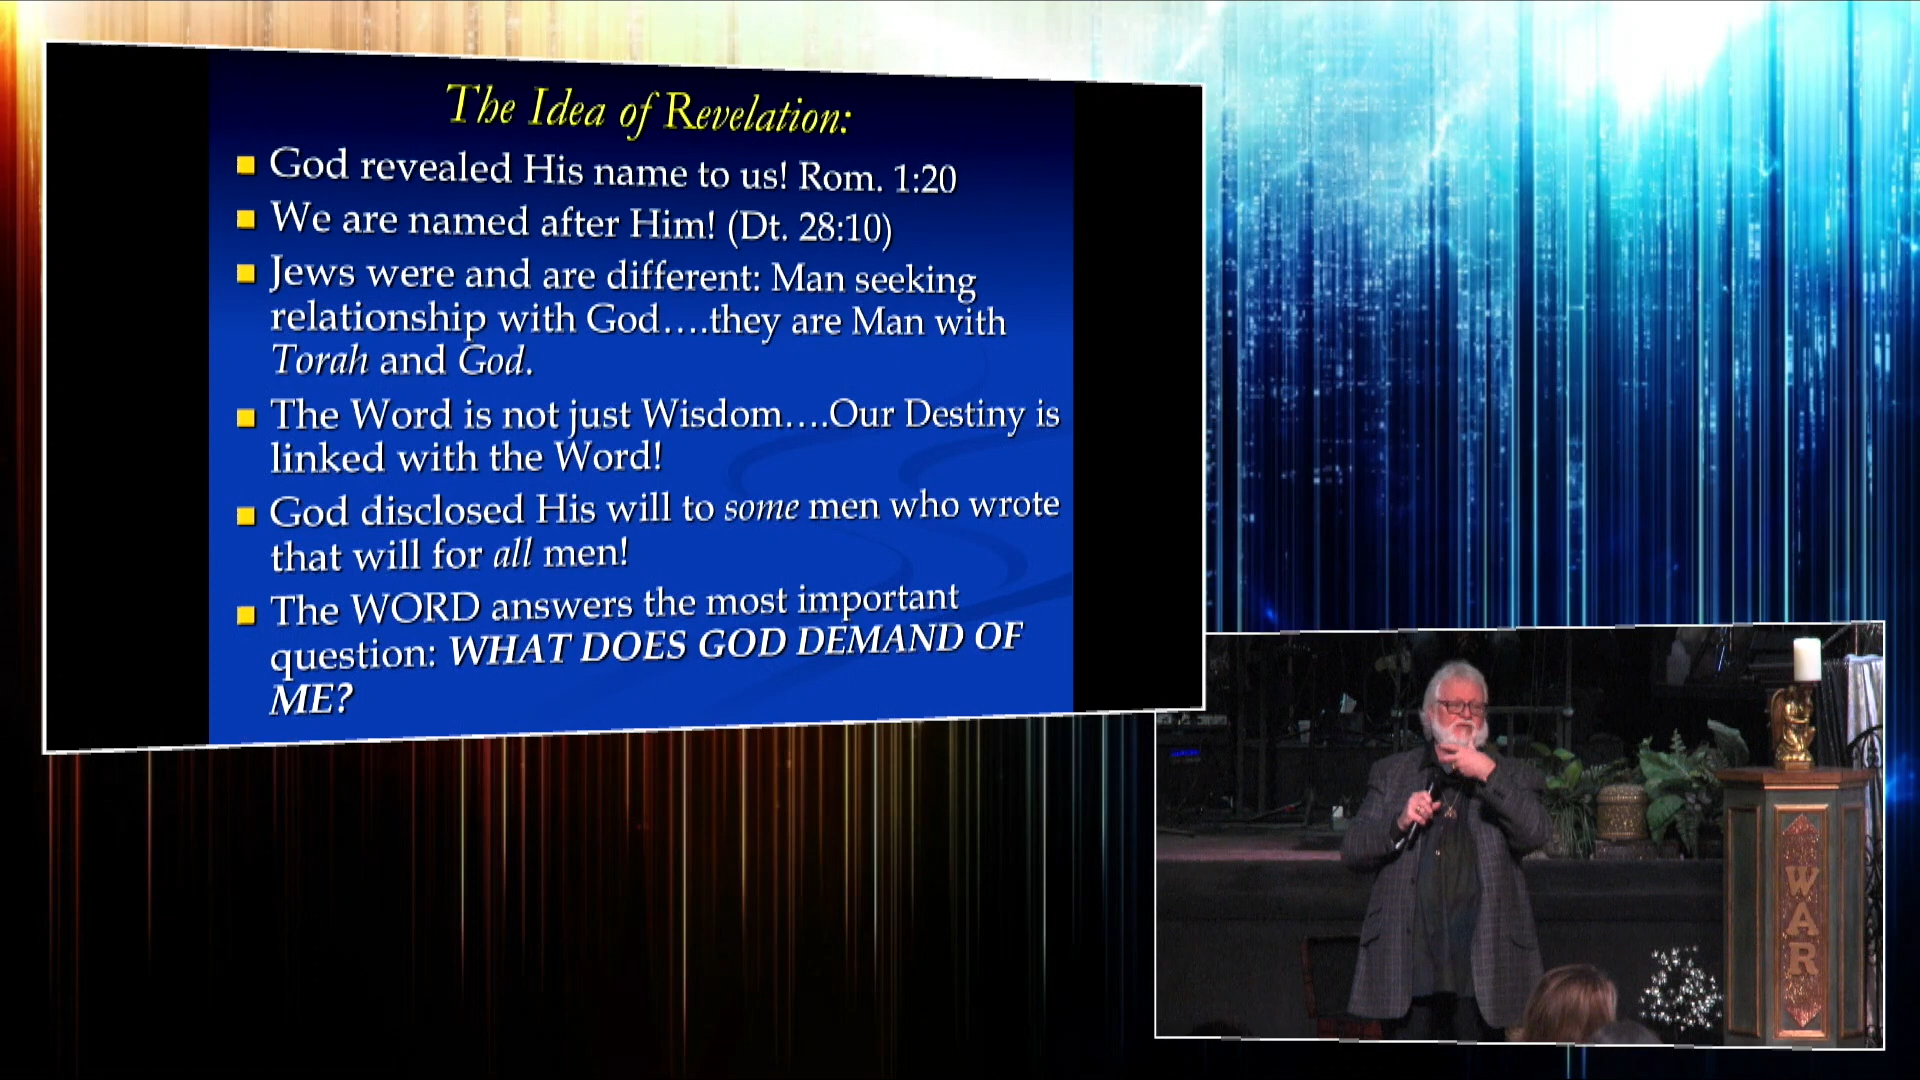 The Idea of Revelation:
God revealed His name to us! Rom. 1:20
We are named after Him! (Dt. 28:10)
Jews were and are different: Man seeking
relationship with God....they are Man with
Torah and God.
The Word is not just Wisdom....Our Destiny is
linked with the Word!
God disclosed His will to some men who wrote
that will for all men!
The WORD answers the most important
question: WHAT DOES GOD DEMAND OF
ME?
WAR